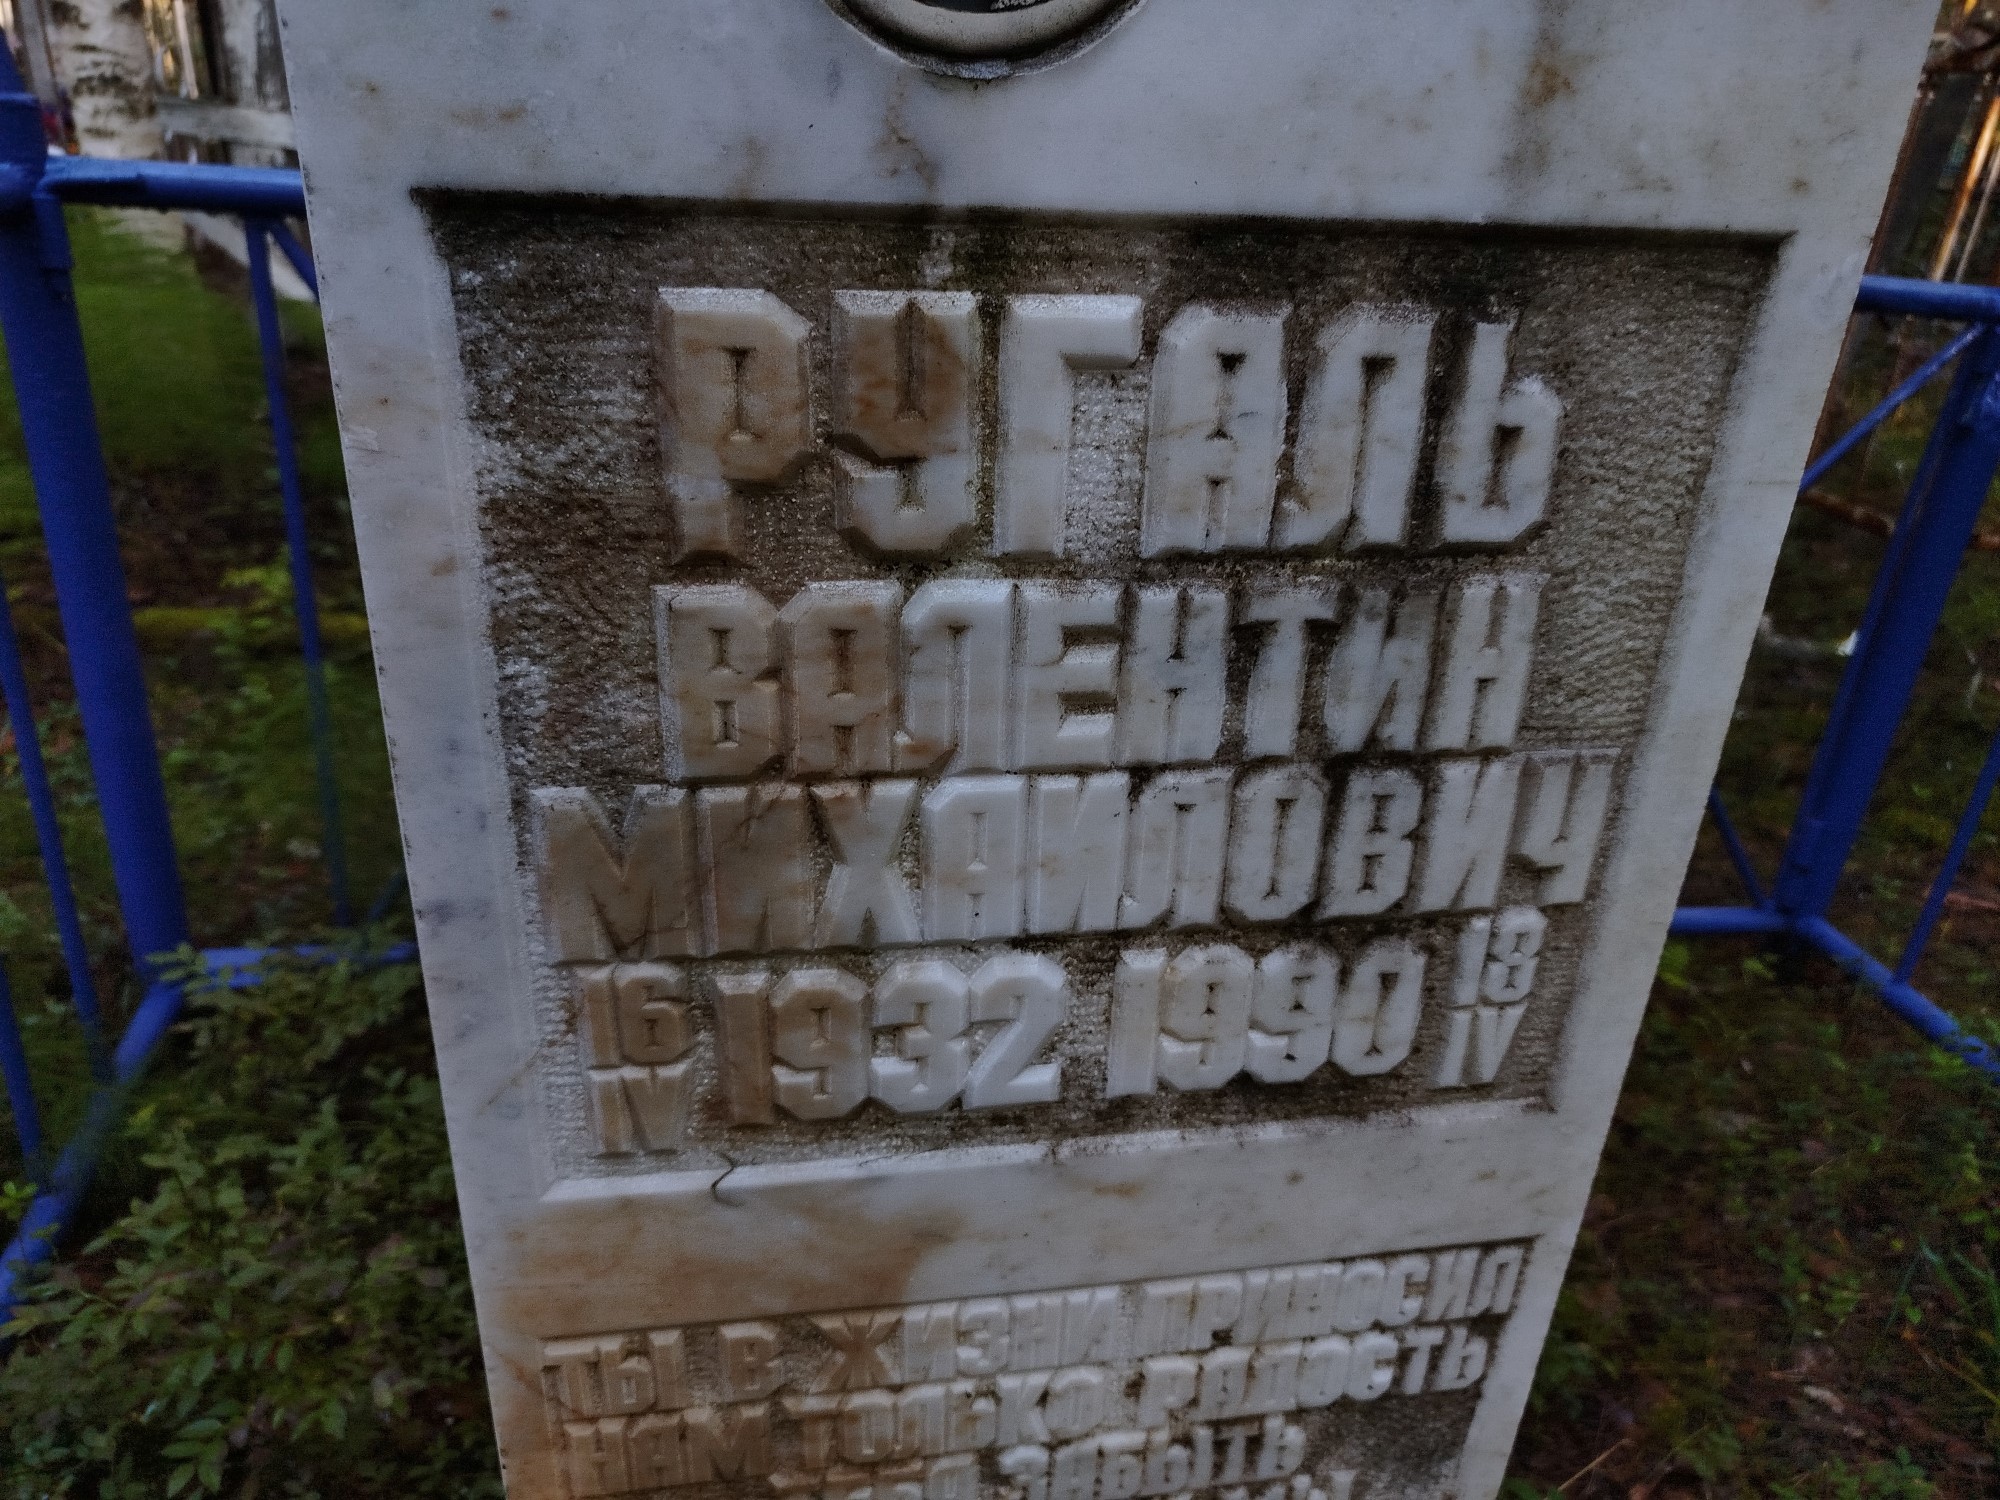 РУГАЛЬ
ВАЛЕНТИН
МИХАИЛОВИЧ
16 IV 1932 1990 18 IV
ТЫ В ЖИЗНИ ПРИНОСИЛ
НАМ ТОЛЬКО РАДОСТЬ
ЗАБЫТЬ